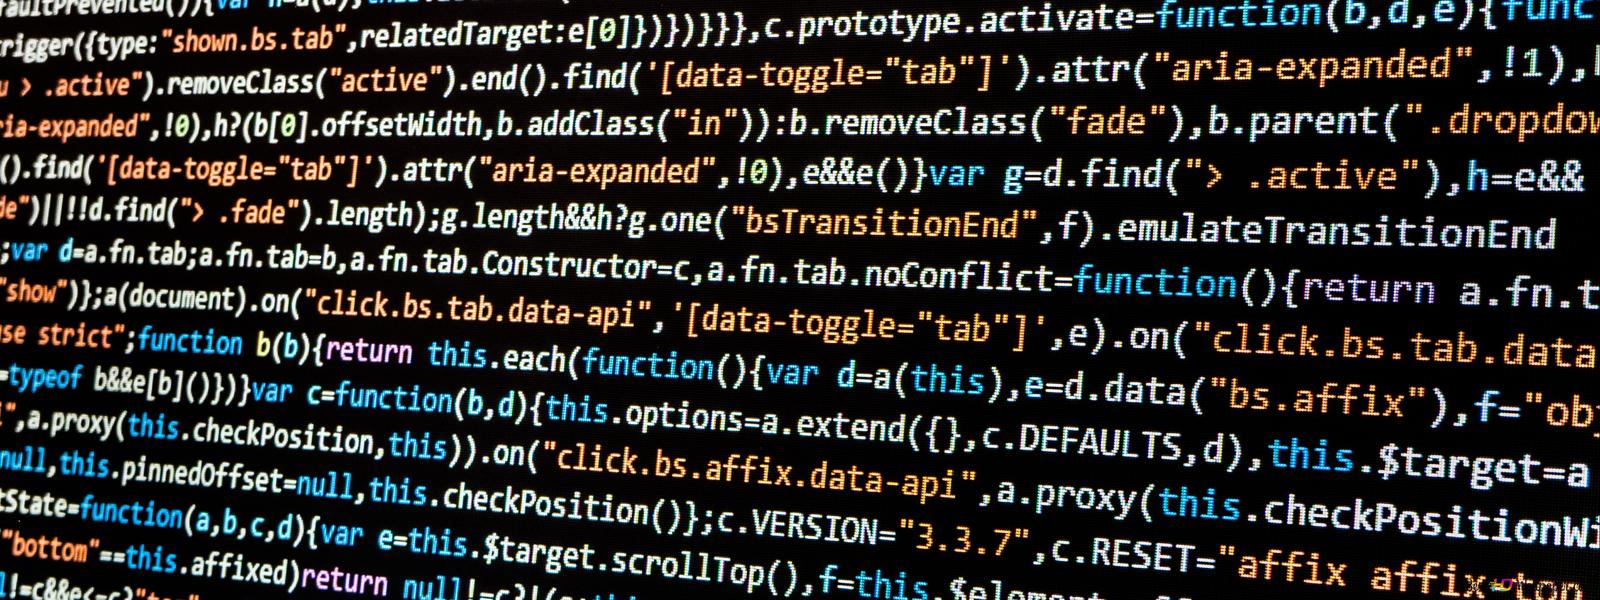 faultPrevented()){var h=a(d);this
rigger({type:"shown.bs.tab",relatedTarget:e[0]})})}}},c.prototype.activate=function(b,d,e){func
u > .active").removeClass("active").end().find('[data-toggle="tab"]').attr("aria-expanded",!1),
ria-expanded",!0),h?(b[0].offsetWidth,b.addClass("in")):b.removeClass("fade"),b.parent(".dropdow
().find('[data-toggle="tab"]').attr("aria-expanded",!0),e&&e()}var g=d.find("> .active"),h=e&&
de")||!!d.find("> .fade").length);g.length&&h?g.one("bsTransitionEnd",f).emulateTransitionEnd
;var d=a.fn.tab;a.fn.tab=b,a.fn.tab.Constructor=c,a.fn.tab.noConflict=function(){return a.fn.t
"show")};a(document).on("click.bs.tab.data-api",'[data-toggle="tab"]',e).on("click.bs.tab.data
se strict";function b(b){return this.each(function(){var d=a(this),e=d.data("bs.affix"),f="ob
=typeof b&&e[b]()})}var c=function(b,d){this.options=a.extend({},c.DEFAULTS,d),this.$target=a
",a.proxy(this.checkPosition,this)).on("click.bs.affix.data-api",a.proxy(this.checkPositionWi
null,this.pinnedOffset=null,this.checkPosition()};c.VERSION="3.3.7",c.RESET="affix affix-top
tState=function(a,b,c,d){var e=this.$target.scrollTop(),f=this.$element
"bottom"==this.affixed)return null!=c?!(e
l!=c&&e<=c?"top"